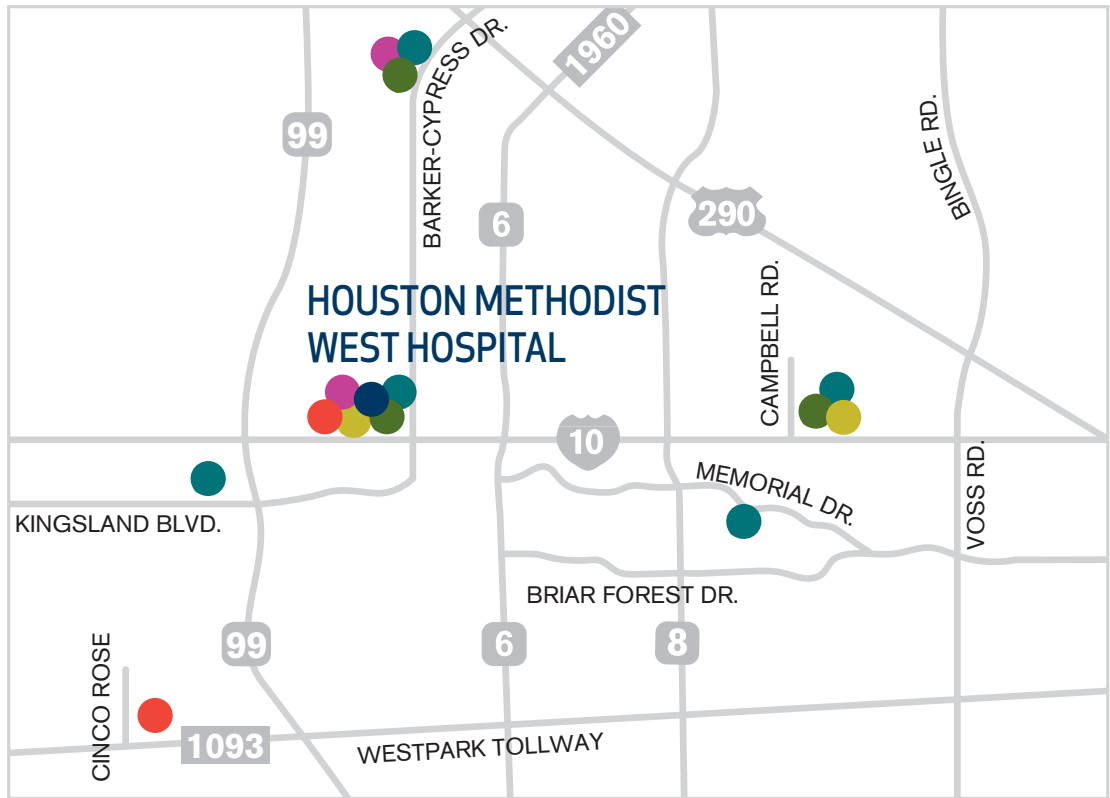 BARKER-CYPRESS DR.
1960
99
BINGLE RD.
6
290
CAMPBELL RD.
HOUSTON METHODIST
WEST HOSPITAL
10
MEMORIAL DR.
VOSS RD.
KINGSLAND BLVD.
BRIAR FOREST DR.
99
6
8
CINCO ROSE
1093
WESTPARK TOLLWAY